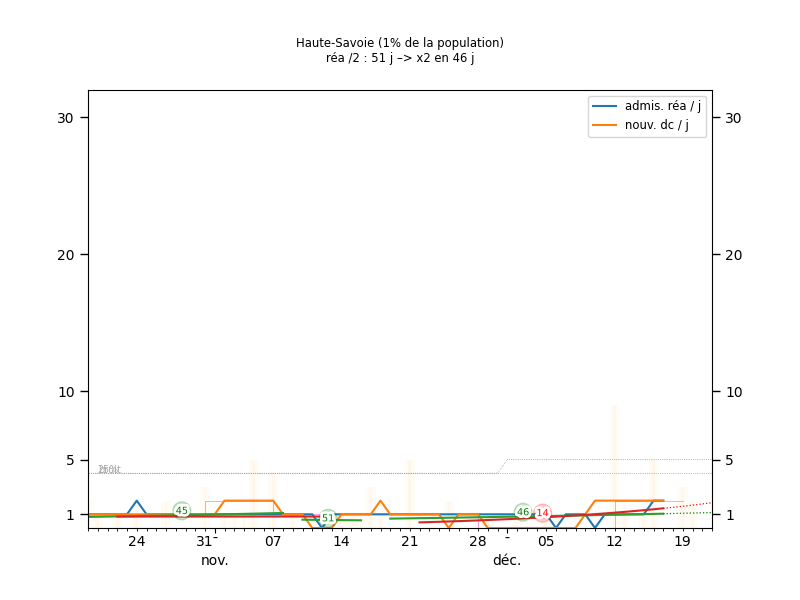 Haute-Savoie (1% de la population)
réa /2 : 51 j –> x2 en 46 j
admis. réa / j
nouv. dc / j
30 30
20 20
10 10
5 5
1 1
45
51
46
14
24 31 07 14 21 28 05 12 19
nov. déc.